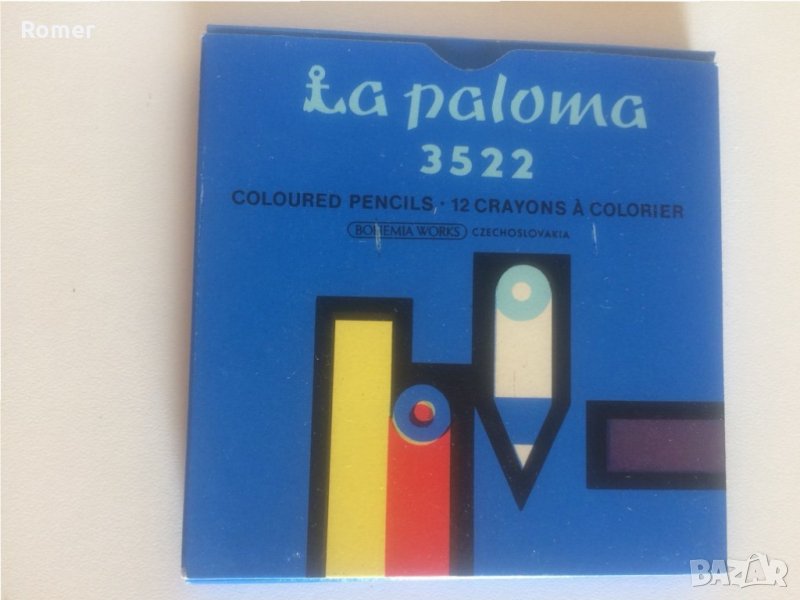 Romer
La paloma
3522
COLOURED PENCILS · 12 CRAYONS À COLORIER
BOHEMIA WORKS CZECHOSLOVAKIA
BAZAR